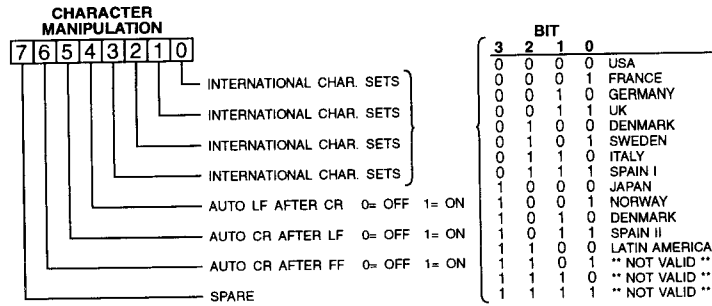 CHARACTER
MANIPULATION
7 6 5 4 3 2 1 0
INTERNATIONAL CHAR. SETS
INTERNATIONAL CHAR. SETS
INTERNATIONAL CHAR. SETS
INTERNATIONAL CHAR. SETS
AUTO LF AFTER CR 0= OFF 1= ON
AUTO CR AFTER LF 0= OFF 1= ON
AUTO CR AFTER FF 0= OFF 1= ON
SPARE
BIT
3 2 1 0
0 0 0 0 USA
0 0 0 1 FRANCE
0 0 1 0 GERMANY
0 0 1 1 UK
0 1 0 0 DENMARK
0 1 0 1 SWEDEN
0 1 1 0 ITALY
0 1 1 1 SPAIN I
1 0 0 0 JAPAN
1 0 0 1 NORWAY
1 0 1 0 DENMARK
1 0 1 1 SPAIN II
1 1 0 0 LATIN AMERICA
1 1 0 1 ** NOT VALID **
1 1 1 0 ** NOT VALID **
1 1 1 1 ** NOT VALID **